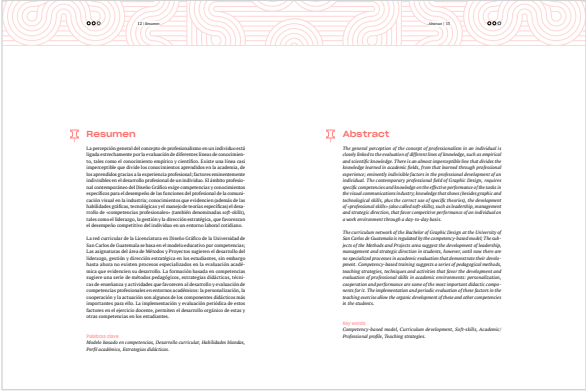 12 | Resumen
Abstract | 13
Resumen
La percepción general del concepto de profesionalismo en un individuo está
ligada estrechamente por la evaluación de diferentes líneas de conocimien-
to, tales como el conocimiento empírico y científico. Existe una línea casi
imperceptible que divide los conocimientos aprendidos en la academia, de
los aprendidos gracias a la experiencia profesional; factores eminentemente
indivisibles en el desarrollo profesional de un individuo. El ámbito profesio-
nal contemporáneo del Diseño Gráfico exige competencias y conocimientos
específicos para el desempeño de las funciones del profesional de la comuni-
cación visual en la industria; conocimientos que evidencien además de las
habilidades gráficas, tecnológicas y el manejo de teorías específicas; el desa-
rrollo de «competencias profesionales» (también denominadas soft-skills),
tales como el liderazgo, la gestión y la dirección estratégica, que favorezcan
el desempeño competitivo del individuo en un entorno laboral cotidiano.
La red curricular de la Licenciatura en Diseño Gráfico de la Universidad de
San Carlos de Guatemala se basa en el modelo educativo por competencias;
Las asignaturas del área de Métodos y Proyectos sugieren el desarrollo del
liderazgo, gestión y dirección estratégica en los estudiantes, sin embargo
hasta ahora no existen procesos especializados en la evaluación acadé-
mica que evidencien su desarrollo. La formación basada en competencias
sugiere una serie de métodos pedagógicos, estrategias didácticas, técni-
cas de enseñanza y actividades que favorecen al desarrollo y evaluación de
competencias profesionales en entornos académicos: la personalización, la
cooperación y la actuación son algunos de los componentes didácticos más
importantes para ello. La implementación y evaluación periódica de estos
factores en el ejercicio docente, permiten el desarrollo orgánico de estas y
otras competencias en los estudiantes.
Palabras clave
Modelo basado en competencias, Desarrollo curricular, Habilidades blandas,
Perfil académico, Estrategias didácticas.
Abstract
The general perception of the concept of professionalism in an individual is
closely linked to the evaluation of different lines of knowledge, such as empirical
and scientific knowledge. There is an almost imperceptible line that divides the
knowledge learned in academic fields, from that learned through professional
experience; eminently indivisible factors in the professional development of an
individual. The contemporary professional field of Graphic Design, requires
specific competencies and knowledge on the effective performance of the tasks in
the visual communications industry, knowledge that shows (besides graphic and
technological skills, plus the correct use of specific theories), the development
of «professional skills» (also called soft-skills), such as leadership, management
and strategic direction, that favor competitive performance of an individual on
a work environment through a day-to-day basis.
The curriculum network of the Bachelor of Graphic Design at the University of
San Carlos de Guatemala is regulated by the competency-based model; The sub-
jects of the Methods and Projects area suggest the development of leadership,
management and strategic direction in students, however, until now there are
no specialized processes in academic evaluation that demonstrate their develo-
pment. Competency-based training suggests a series of pedagogical methods,
teaching strategies, techniques and activities that favor the development and
evaluation of professional skills in academic environments: personalization,
cooperation and performance are some of the most important didactic compo-
nents for it. The implementation and periodic evaluation of these factors in the
teaching exercise allow the organic development of these and other competencies
in the students.
Key words:
Competency-based model, Curriculum development, Soft-skills, Academic
Professional profile, Teaching strategies.